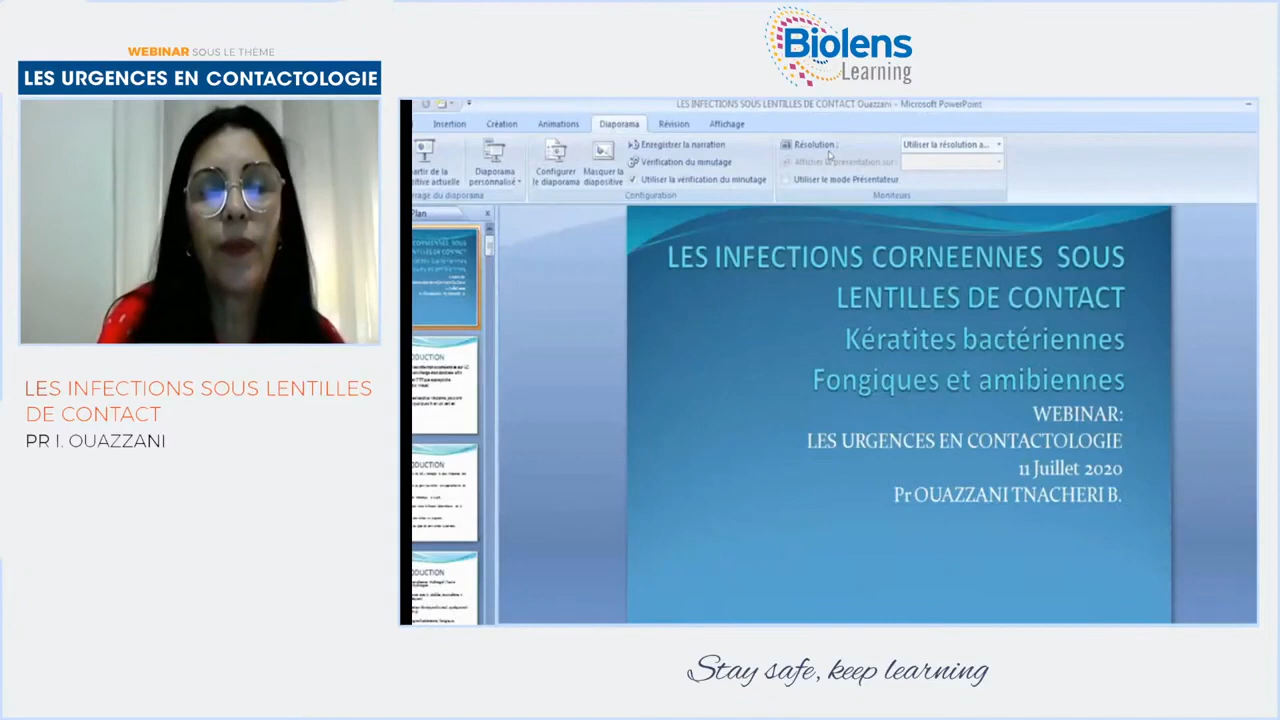 WEBINAR SOUS LE THÈME
LES URGENCES EN CONTACTOLOGIE
Biolens
Learning
LES INFECTIONS SOUS LENTILLES DE CONTACT Ouazzani - Microsoft PowerPoint
Insertion Création Animations Diaporama Révision Affichage
Enregistrer la narration
Vérification du minutage
Utiliser la vérification du minutage
Diaporama
personnalisé
Configurer
le diaporama
Masquer la
diapositive
Configuration
Résolution : Utiliser la résolution a...
Afficher la présentation sur :
Utiliser le mode Présentateur
Moniteurs
Plan
LES INFECTIONS CORNEENNES SOUS
LENTILLES DE CONTACT
Kératites bactériennes
Fongiques et amibiennes
WEBINAR:
LES URGENCES EN CONTACTOLOGIE
11 Juillet 2020
Pr OUAZZANI TNACHERI B.
LES INFECTIONS SOUS LENTILLES
DE CONTACT
PR I. OUAZZANI
Stay safe, keep learning